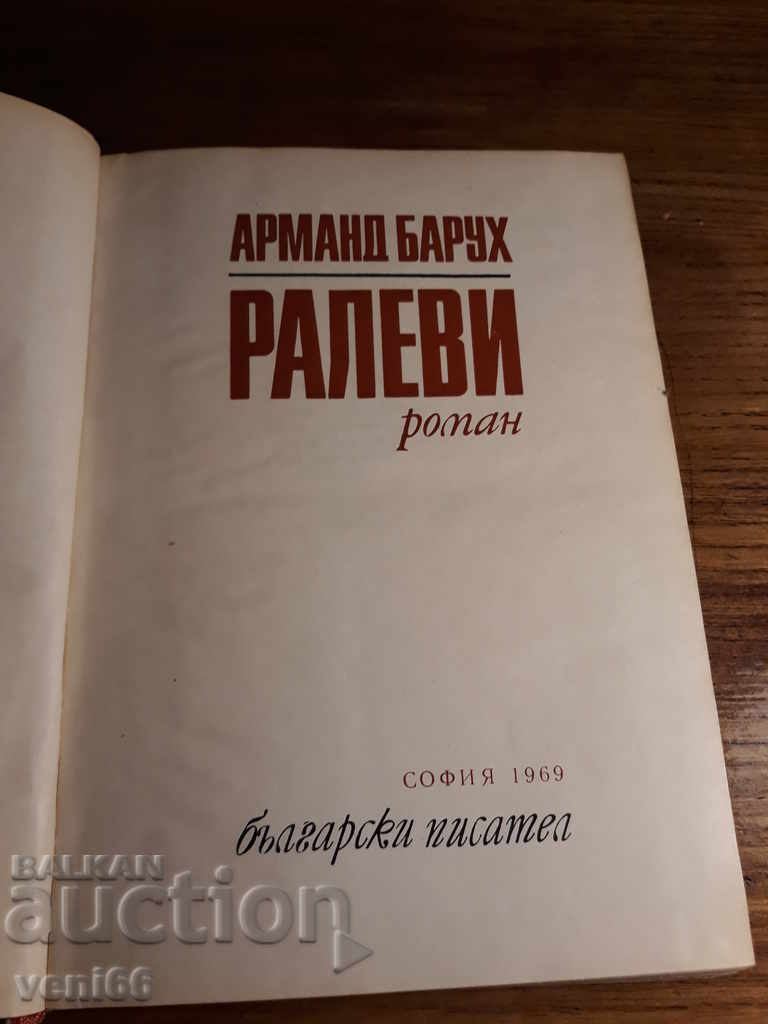 АРМАНД БАРУХ
РАЛЕВИ
роман
СОФИЯ 1969
български писател
BALKAN
auction
veni66